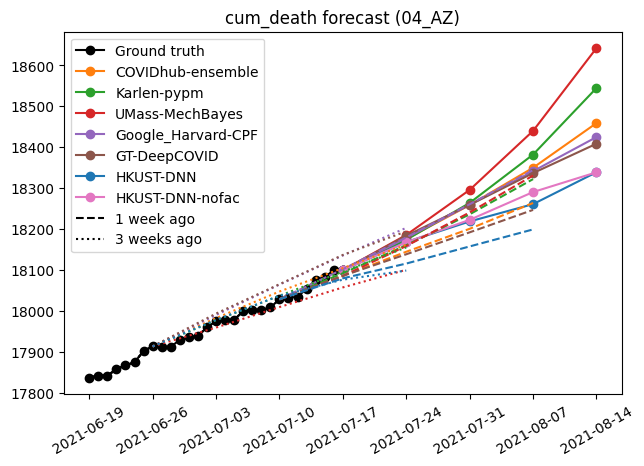 cum_death forecast (04_AZ)
18600
18500
18400
18300
18200
18100
18000
17900
17800
Ground truth
COVIDhub-ensemble
Karlen-pypm
UMass-MechBayes
Google_Harvard-CPF
GT-DeepCOVID
HKUST-DNN
HKUST-DNN-nofac
1 week ago
3 weeks ago
2021-06-19
2021-06-26
2021-07-03
2021-07-10
2021-07-17
2021-07-24
2021-07-31
2021-08-07
2021-08-14